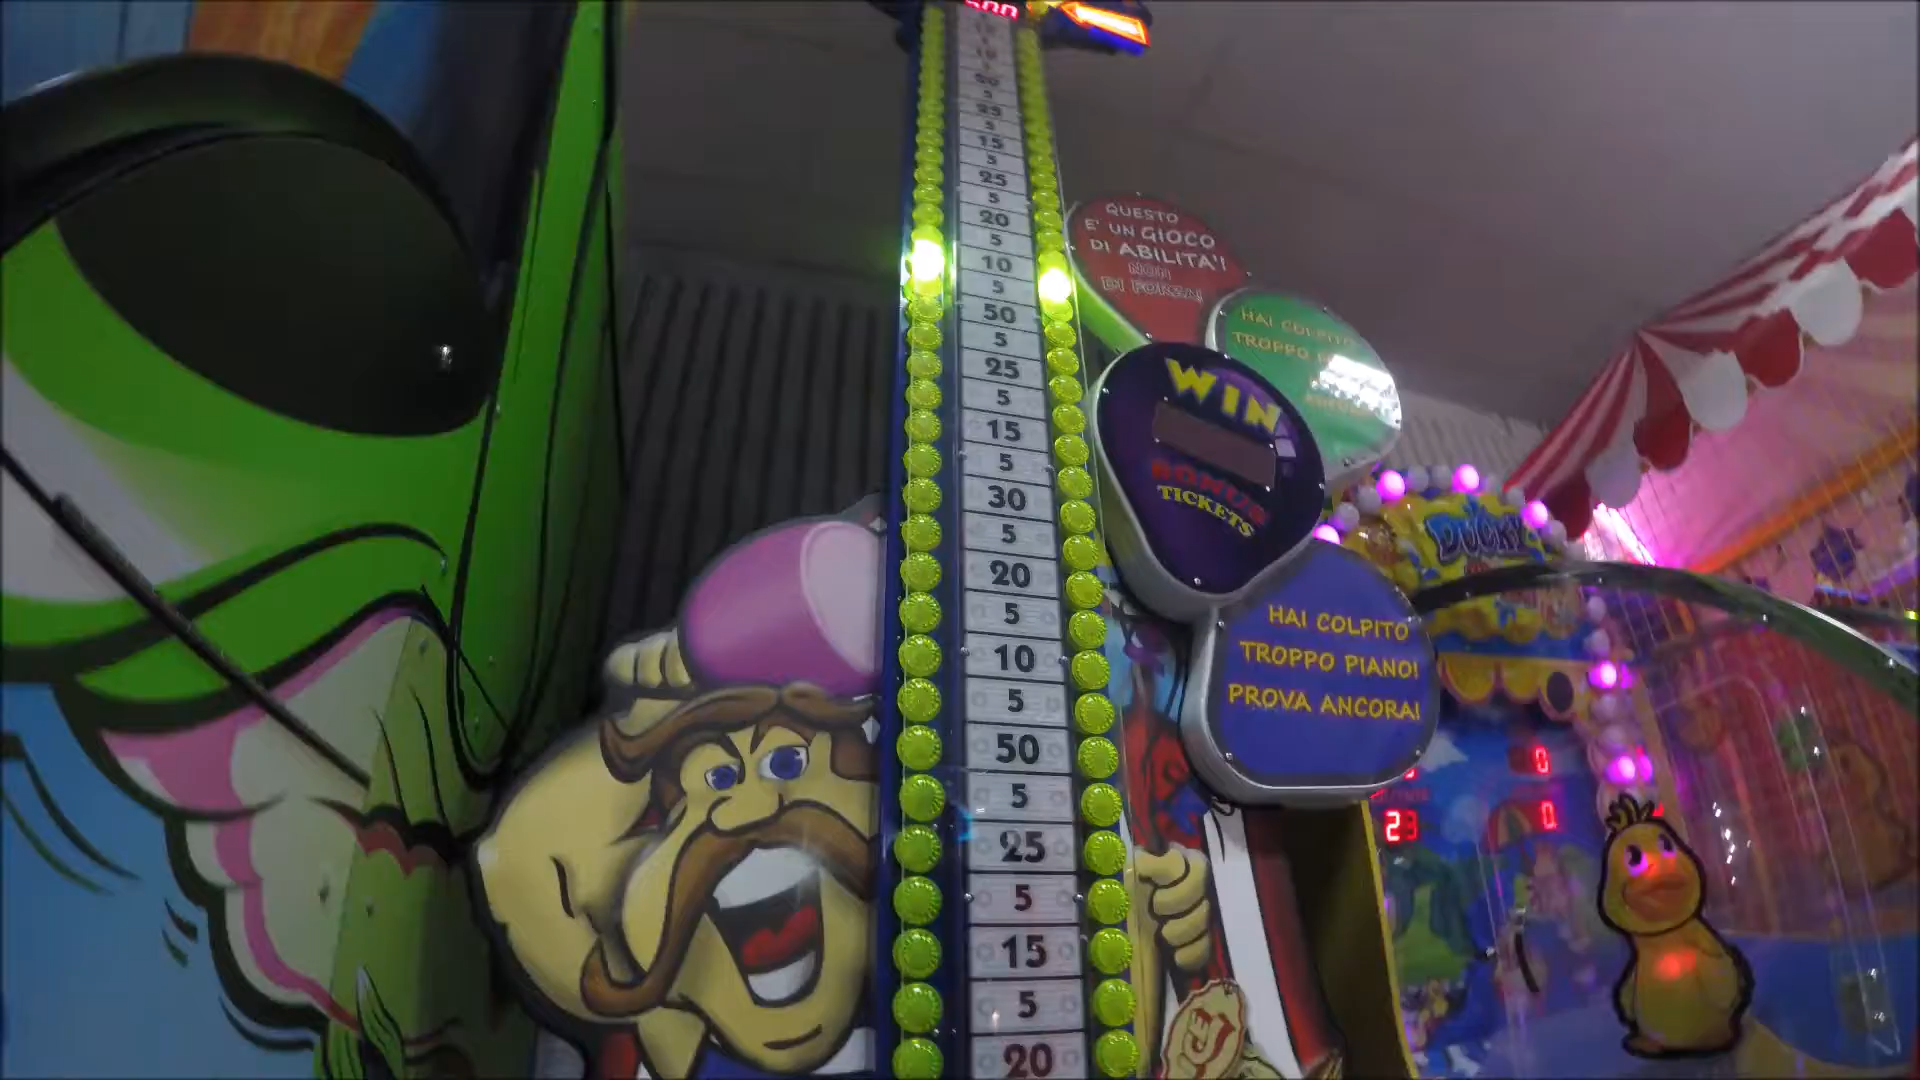 20
5
25
5
15
5
25
5
20
5
10
5
50
5
25
5
15
5
30
5
20
5
10
5
50
5
25
5
15
5
20
QUESTO
E' UN GIOCO
DI ABILITA'!
NON
DI FORZA!
HAI COLPITO
TROPPO
WIN
BONUS
TICKETS
HAI COLPITO
TROPPO PIANO!
PROVA ANCORA!
DUCKY
0
23
0